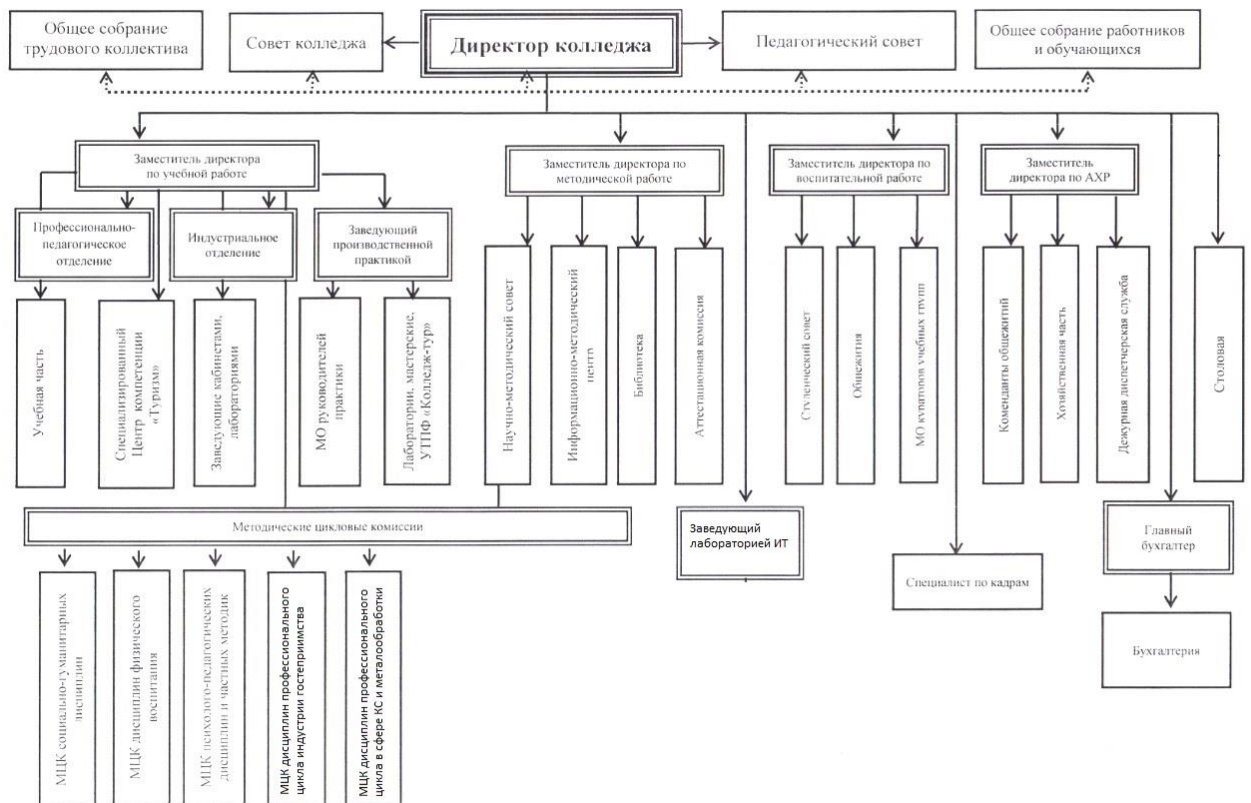 Общее собрание
трудового коллектива
Совет колледжа
Директор колледжа
Педагогический совет
Общее собрание работников
и обучающихся
Заместитель директора
по учебной работе
Заместитель директора по
методической работе
Заместитель директора по
воспитательной работе
Заместитель
директора по АХР
Профессионально-
педагогическое
отделение
Индустриальное
отделение
Заведующий
производственной
практикой
Учебная часть
Специализированный
Центр компетенции
«Туризм»
Заведующие кабинетами,
лабораториями
МО руководителей
практики
Лаборатории, мастерские,
УТПФ «Колледж-тур»
Научно-методический совет
Информационно-методический
центр
Библиотека
Аттестационная комиссия
Студенческий совет
Общежития
МО кураторов учебных групп
Коменданты общежитий
Хозяйственная часть
Дежурная диспетчерская служба
Столовая
Методические цикловые комиссии
Заведующий
лабораторией ИТ
Специалист по кадрам
Главный
бухгалтер
Бухгалтерия
МЦК социально-гуманитарных
дисциплин
МЦК дисциплин физического
воспитания
МЦК психолого-педагогических
дисциплин и частных методик
МЦК дисциплин профессионального
цикла индустрии гостеприимства
МЦК дисциплин профессионального
цикла в сфере КС и металообработки